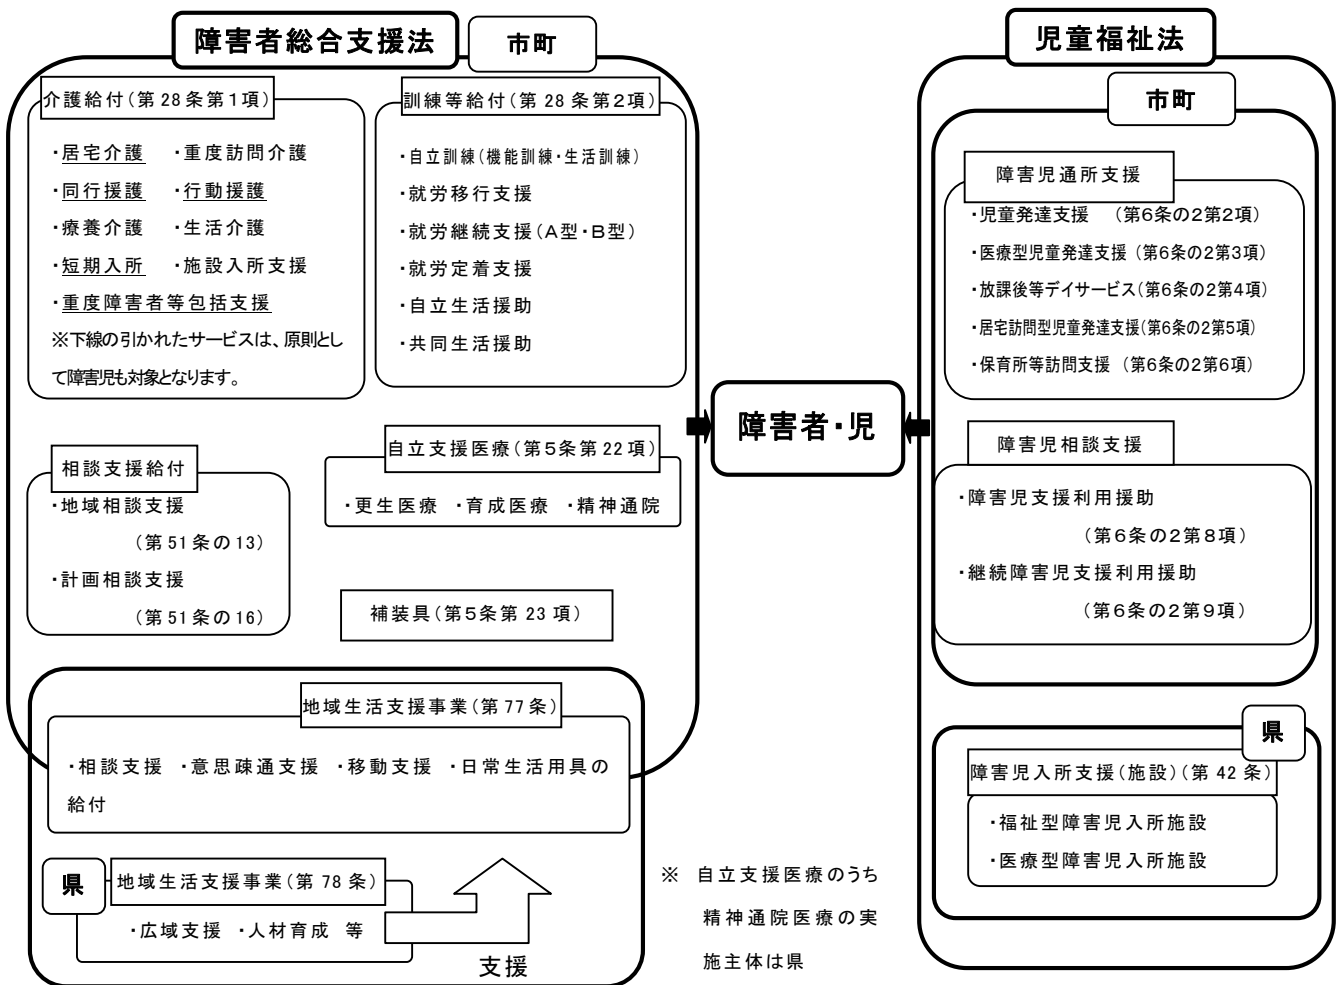 障害者総合支援法
市町
介護給付(第28条第1項)
・居宅介護 ・重度訪問介護
・同行援護 ・行動援護
・療養介護 ・生活介護
・短期入所 ・施設入所支援
・重度障害者等包括支援
※下線の引かれたサービスは、原則とし
て障害児も対象となります。
訓練等給付(第28条第2項)
・自立訓練(機能訓練・生活訓練)
・就労移行支援
・就労継続支援(A型・B型)
・就労定着支援
・自立生活援助
・共同生活援助
相談支援給付
・地域相談支援
(第51条の13)
・計画相談支援
(第51条の16)
自立支援医療(第5条第22項)
・更生医療 ・育成医療 ・精神通院
補装具(第5条第23項)
地域生活支援事業(第77条)
・相談支援 ・意思疎通支援 ・移動支援 ・日常生活用具の
給付
県
地域生活支援事業(第78条)
・広域支援 ・人材育成 等
支援
※ 自立支援医療のうち
精神通院医療の実
施主体は県
障害者・児
児童福祉法
市町
障害児通所支援
・児童発達支援 (第6条の2第2項)
・医療型児童発達支援(第6条の2第3項)
・放課後等デイサービス(第6条の2第4項)
・居宅訪問型児童発達支援(第6条の2第5項)
・保育所等訪問支援 (第6条の2第6項)
障害児相談支援
・障害児支援利用援助
(第6条の2第8項)
・継続障害児支援利用援助
(第6条の2第9項)
県
障害児入所支援(施設)(第42条)
・福祉型障害児入所施設
・医療型障害児入所施設